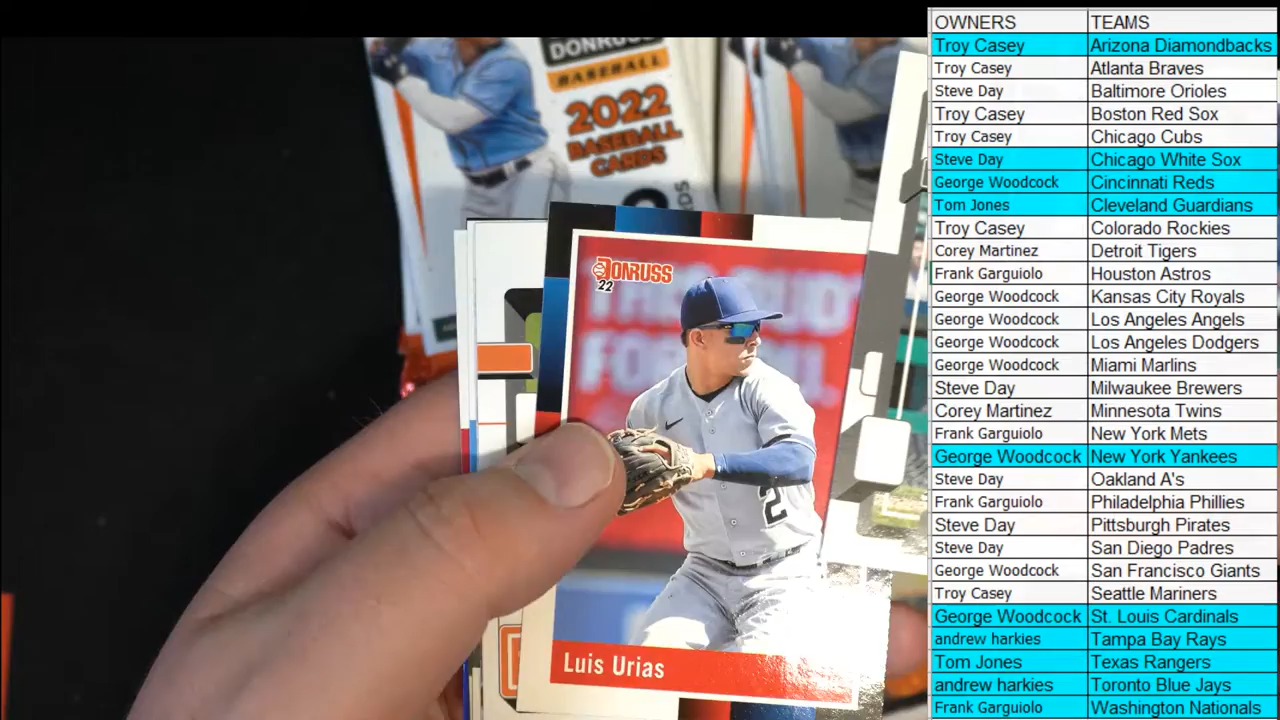 DONRUSS
BASEBALL
2022
BASEBALL
CARDS
DONRUSS
'22
2
Luis Urias
OWNERS TEAMS
Troy Casey Arizona Diamondbacks
Troy Casey Atlanta Braves
Steve Day Baltimore Orioles
Troy Casey Boston Red Sox
Troy Casey Chicago Cubs
Steve Day Chicago White Sox
George Woodcock Cincinnati Reds
Tom Jones Cleveland Guardians
Troy Casey Colorado Rockies
Corey Martinez Detroit Tigers
Frank Garguiolo Houston Astros
George Woodcock Kansas City Royals
George Woodcock Los Angeles Angels
George Woodcock Los Angeles Dodgers
George Woodcock Miami Marlins
Steve Day Milwaukee Brewers
Corey Martinez Minnesota Twins
Frank Garguiolo New York Mets
George Woodcock New York Yankees
Steve Day Oakland A's
Frank Garguiolo Philadelphia Phillies
Steve Day Pittsburgh Pirates
Steve Day San Diego Padres
George Woodcock San Francisco Giants
Troy Casey Seattle Mariners
George Woodcock St. Louis Cardinals
andrew harkies Tampa Bay Rays
Tom Jones Texas Rangers
andrew harkies Toronto Blue Jays
Frank Garguiolo Washington Nationals